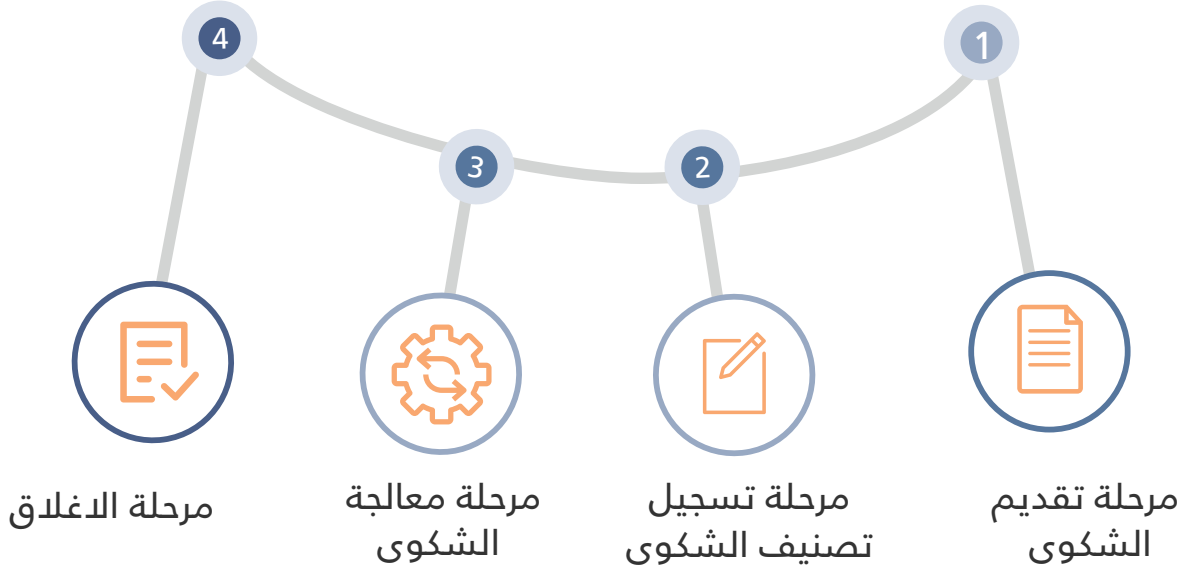 1
2
3
4
مرحلة تقديم
الشكوى
مرحلة تسجيل
تصنيف الشكوى
مرحلة معالجة
الشكوى
مرحلة الاغلاق